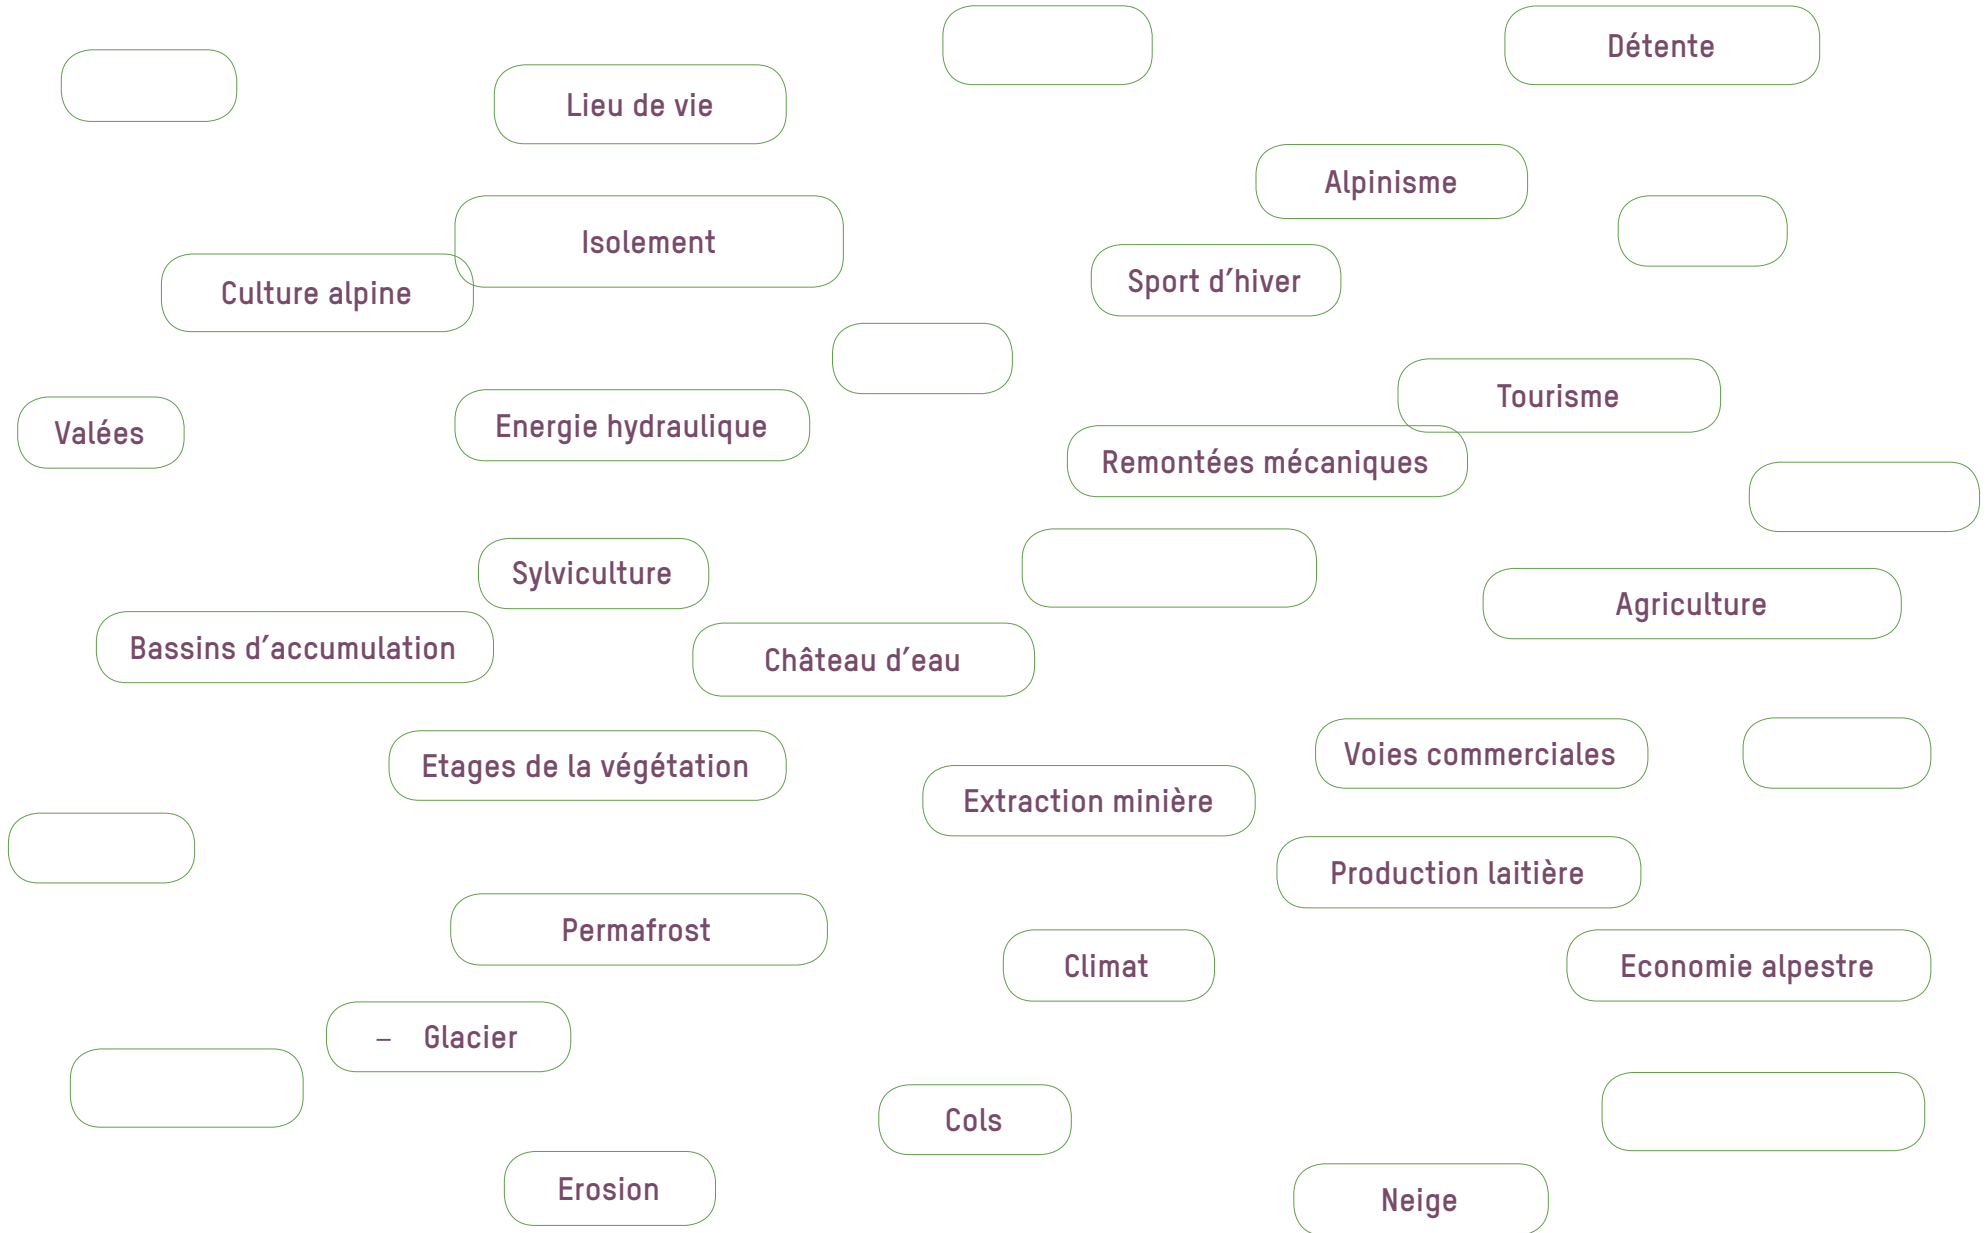 Détente
Lieu de vie
Alpinisme
Isolement
Sport d’hiver
Culture alpine
Tourisme
Energie hydraulique
Valées
Remontées mécaniques
Sylviculture
Agriculture
Bassins d’accumulation
Château d’eau
Voies commerciales
Etages de la végétation
Extraction minière
Production laitière
Permafrost
Climat
Economie alpestre
– Glacier
Cols
Erosion
Neige